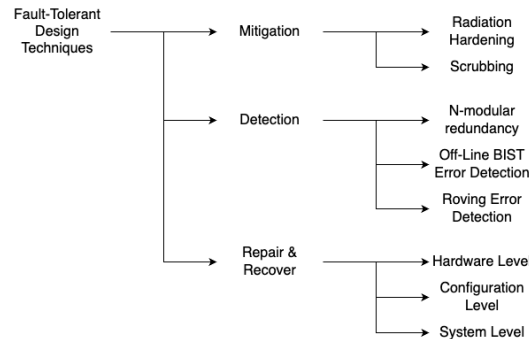 Fault-Tolerant
Design
Techniques
Mitigation
Radiation
Hardening
Scrubbing
Detection
N-modular
redundancy
Off-Line BIST
Error Detection
Roving Error
Detection
Repair &
Recover
Hardware Level
Configuration
Level
System Level